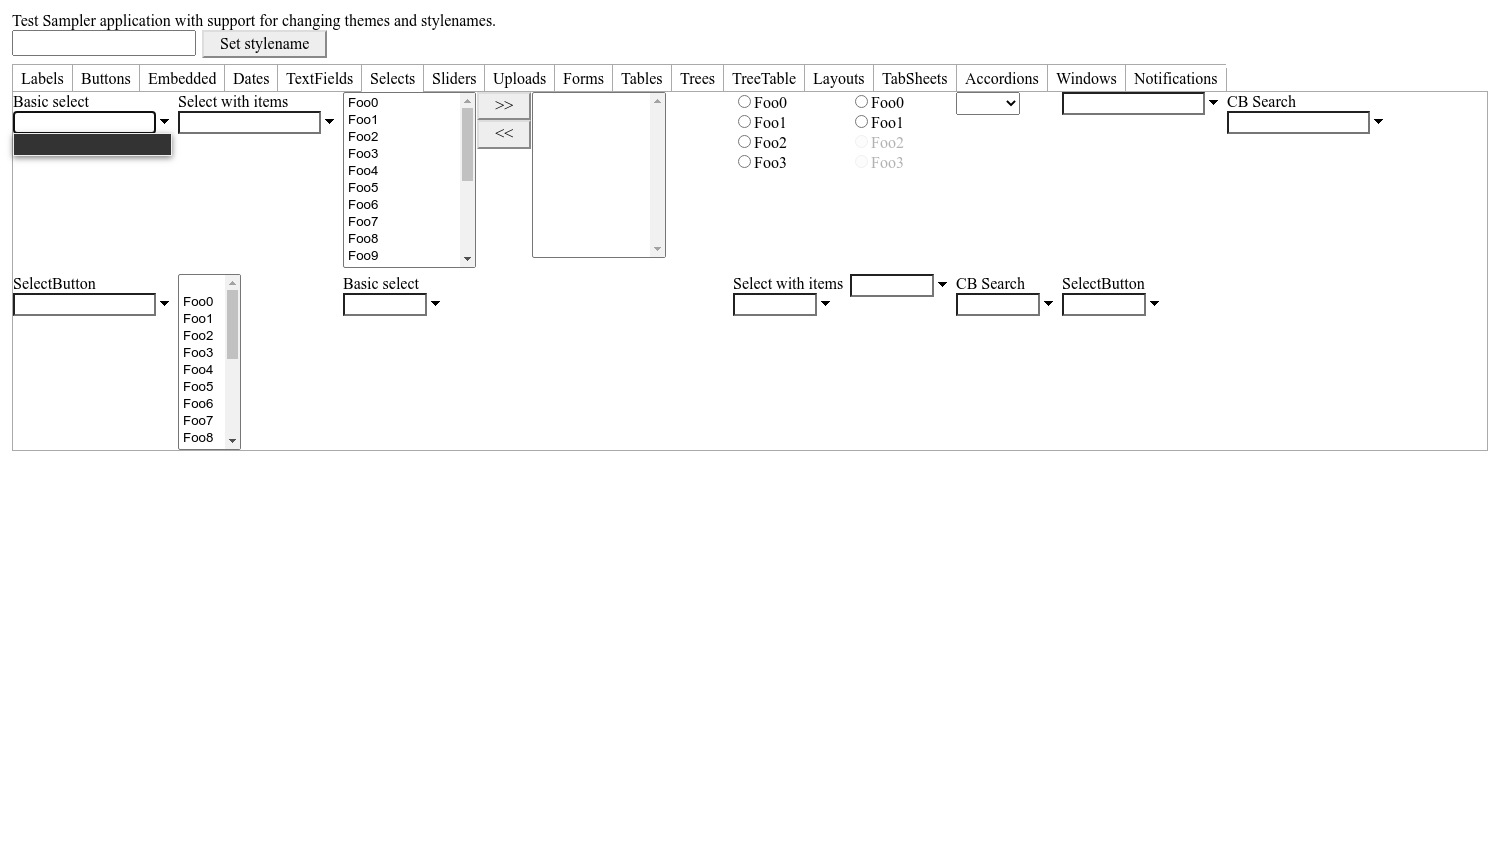 Test Sampler application with support for changing themes and stylenames.
Set stylename
Labels Buttons Embedded Dates TextFields Selects Sliders Uploads Forms Tables Trees TreeTable Layouts TabSheets Accordions Windows Notifications
Basic select
Select with items
Foo0
Foo1
Foo2
Foo3
Foo4
Foo5
Foo6
Foo7
Foo8
Foo9
>>
<<
Foo0
Foo1
Foo2
Foo3
Foo0
Foo1
Foo2
Foo3
CB Search
SelectButton
Foo0
Foo1
Foo2
Foo3
Foo4
Foo5
Foo6
Foo7
Foo8
Basic select
Select with items
CB Search
SelectButton